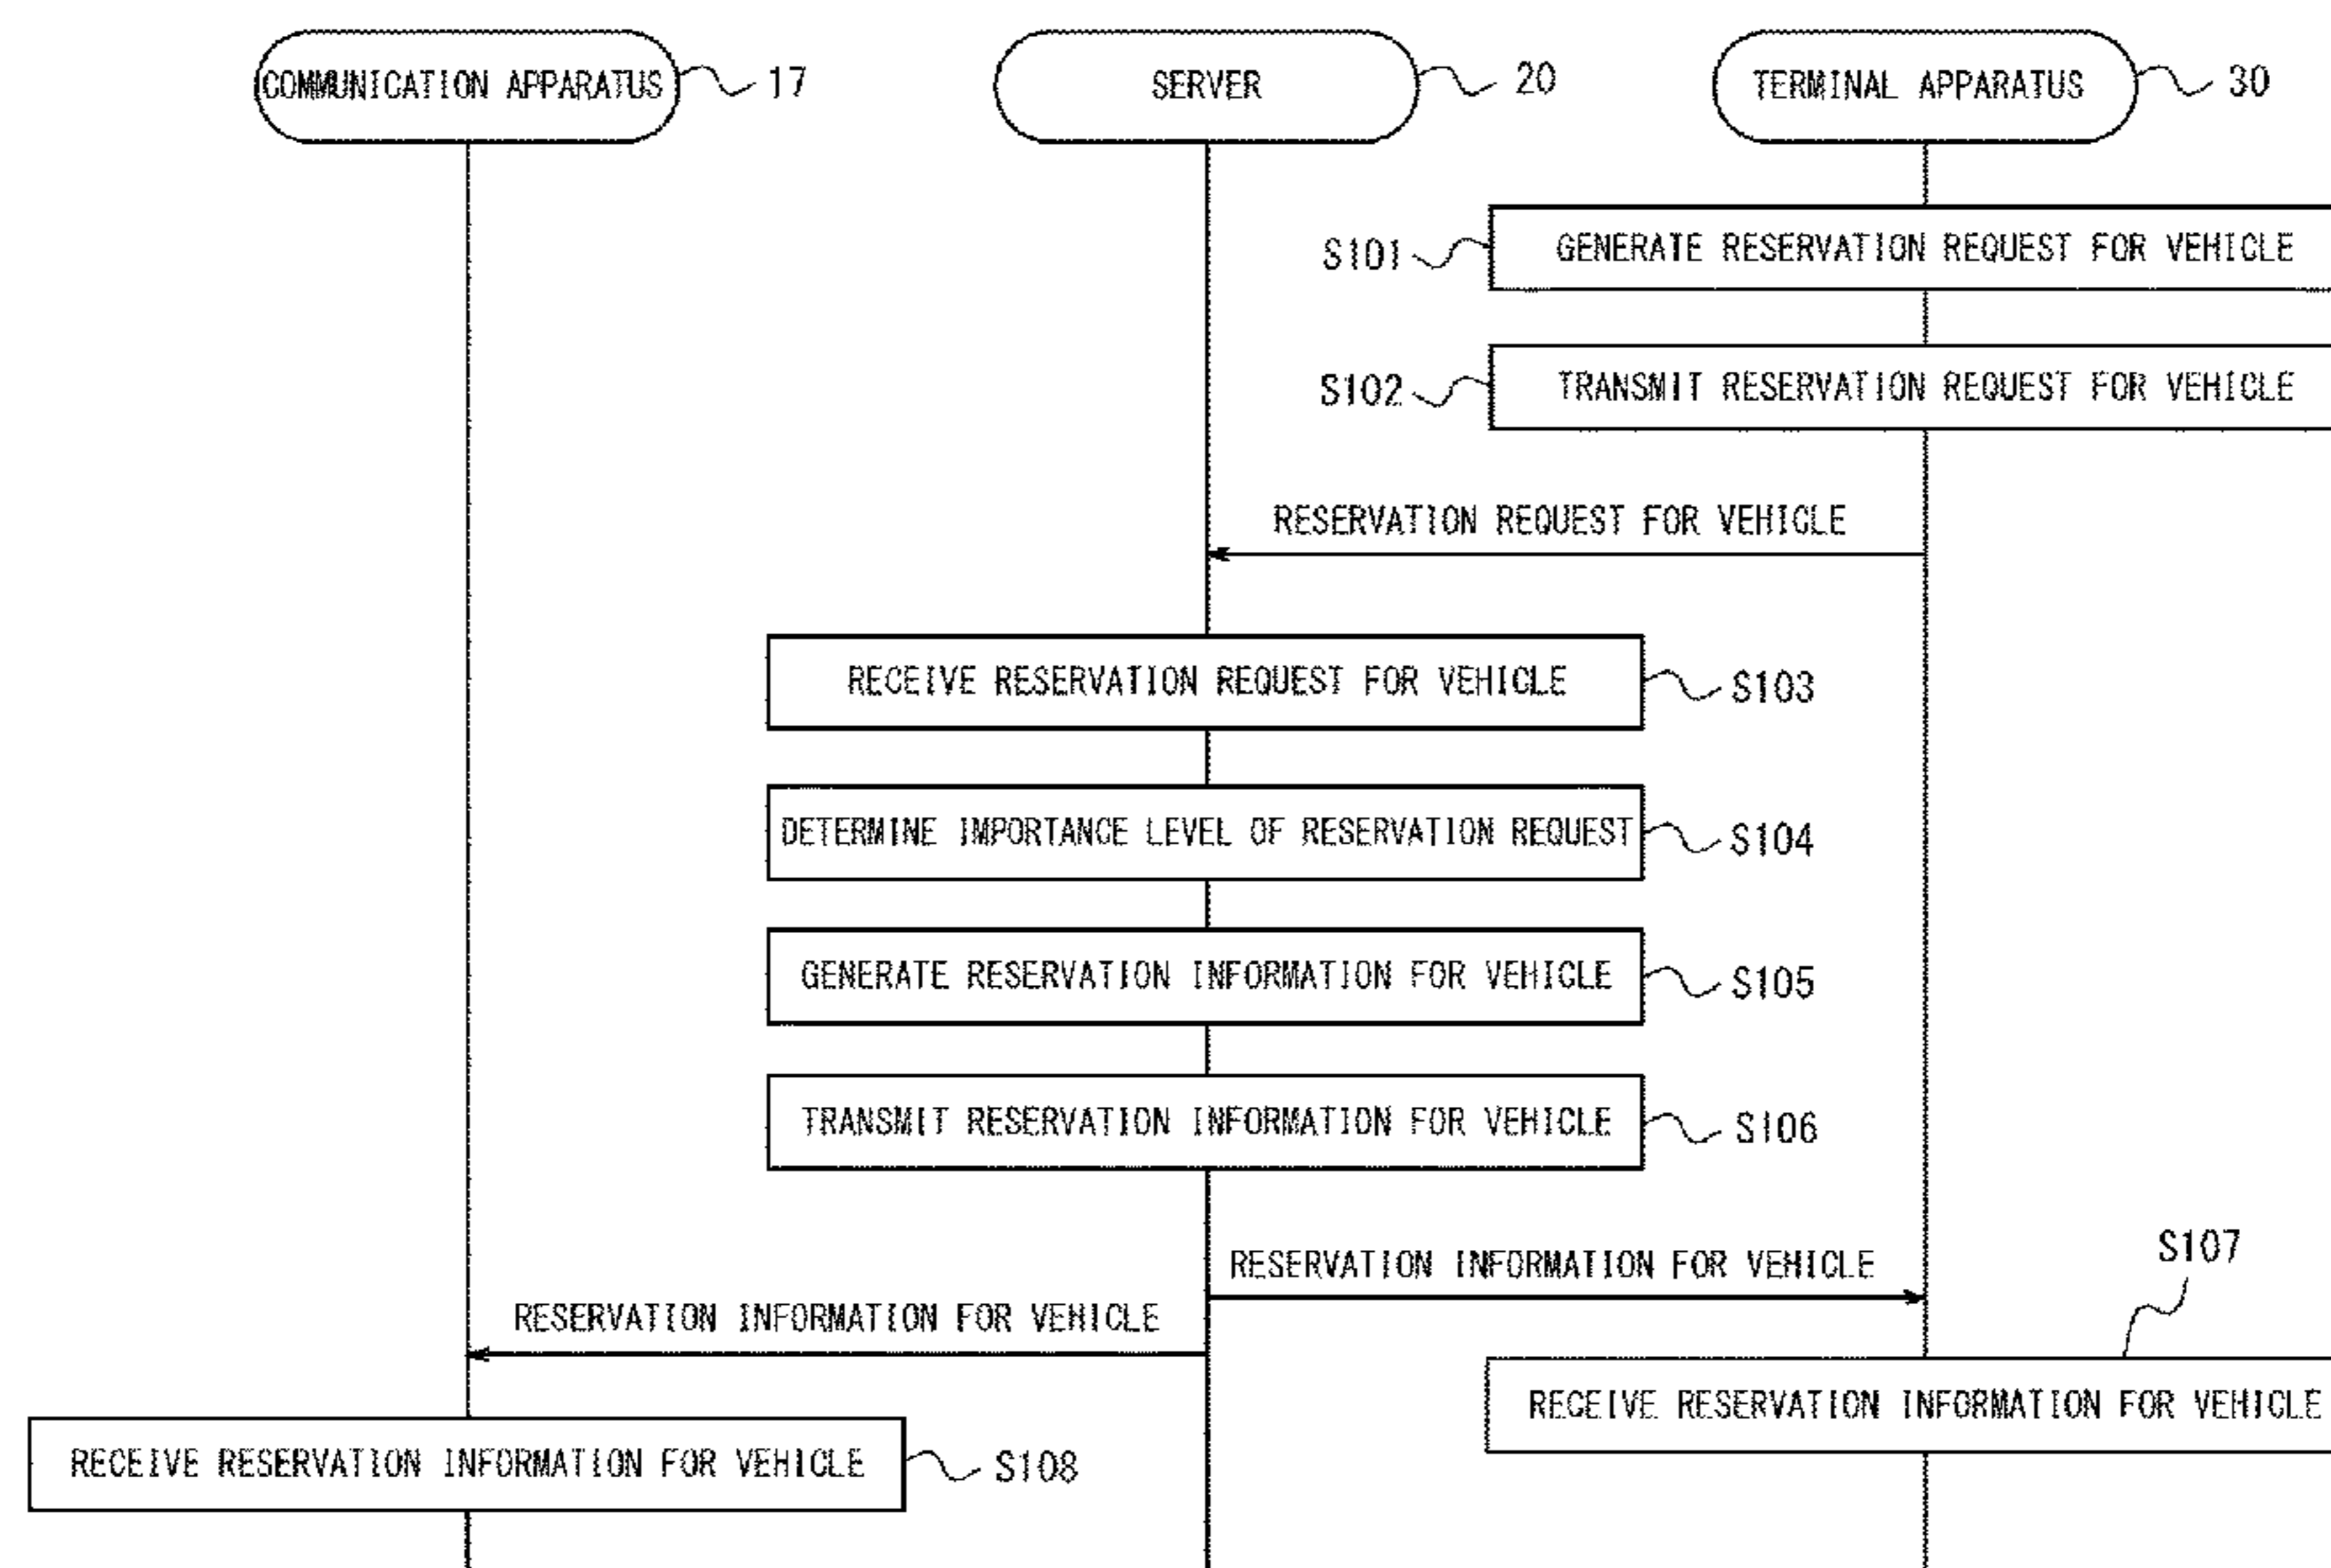 COMMUNICATION APPARATUS 17
SERVER 20
TERMINAL APPARATUS 30
S101 GENERATE RESERVATION REQUEST FOR VEHICLE
S102 TRANSMIT RESERVATION REQUEST FOR VEHICLE
RESERVATION REQUEST FOR VEHICLE
RECEIVE RESERVATION REQUEST FOR VEHICLE S103
DETERMINE IMPORTANCE LEVEL OF RESERVATION REQUEST S104
GENERATE RESERVATION INFORMATION FOR VEHICLE S105
TRANSMIT RESERVATION INFORMATION FOR VEHICLE S106
RESERVATION INFORMATION FOR VEHICLE
S107
RESERVATION INFORMATION FOR VEHICLE
RECEIVE RESERVATION INFORMATION FOR VEHICLE
RECEIVE RESERVATION INFORMATION FOR VEHICLE S108